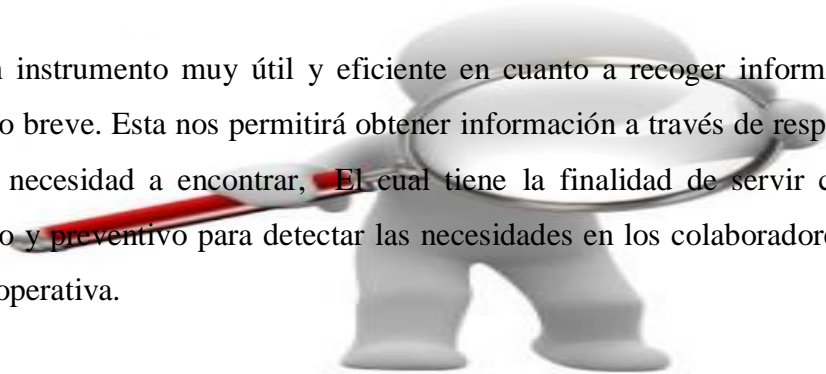 instrumento muy útil y eficiente en cuanto a recoger inform
o breve. Esta nos permitirá obtener información a través de resp
necesidad a encontrar, El cual tiene la finalidad de servir
o y preventivo para detectar las necesidades en los colaboradore
operativa.